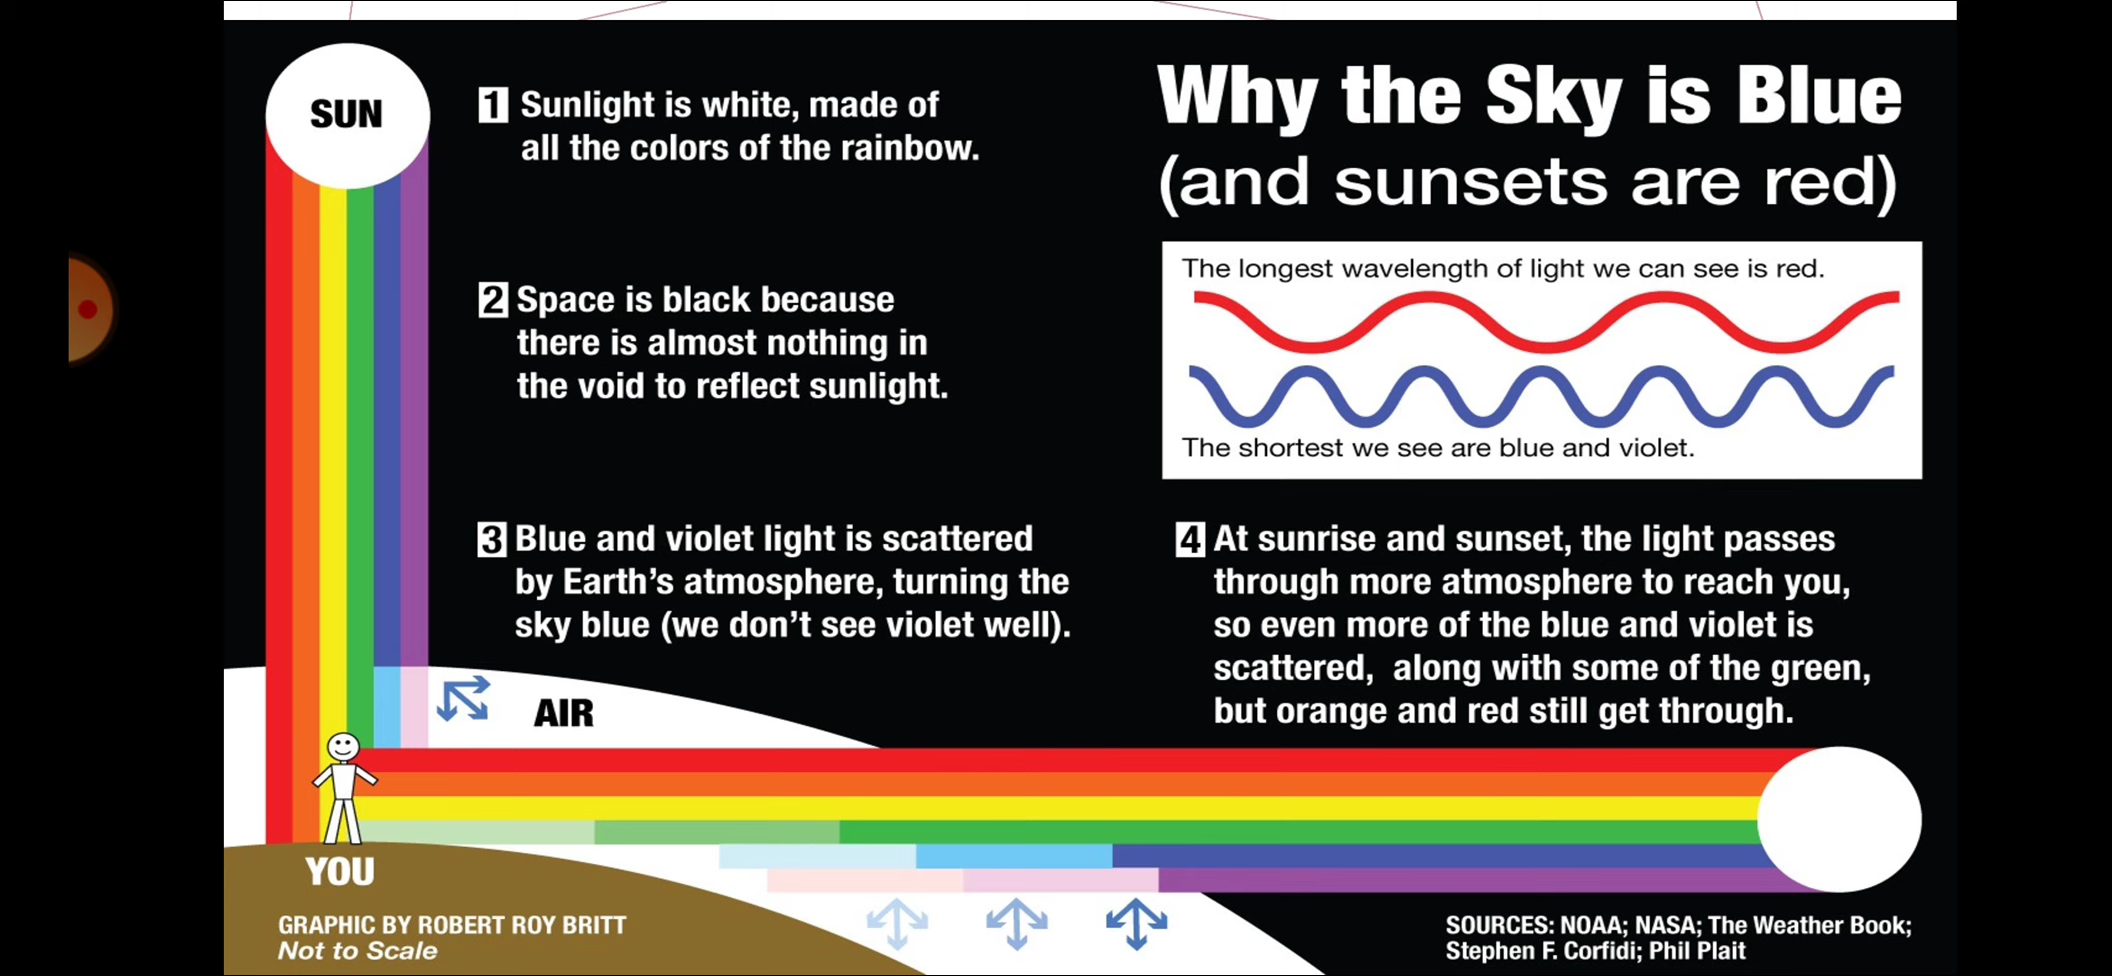 Why the Sky is Blue
(and sunsets are red)
SUN
1 Sunlight is white, made of
all the colors of the rainbow.
2 Space is black because
there is almost nothing in
the void to reflect sunlight.
The longest wavelength of light we can see is red.
The shortest we see are blue and violet.
3 Blue and violet light is scattered
by Earth's atmosphere, turning the
sky blue (we don't see violet well).
4 At sunrise and sunset, the light passes
through more atmosphere to reach you,
so even more of the blue and violet is
scattered, along with some of the green,
but orange and red still get through.
AIR
YOU
GRAPHIC BY ROBERT ROY BRITT
Not to Scale
SOURCES: NOAA; NASA; The Weather Book;
Stephen F. Corfidi; Phil Plait